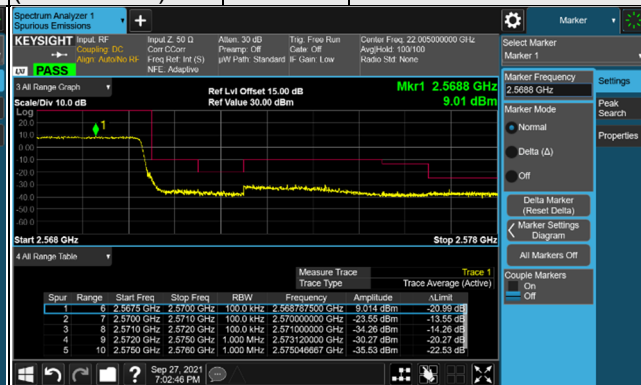 Spectrum Analyzer 1
Spurious Emissions
KEYSIGHT
Input: RF
Coupling: DC
Align: Auto/No RF
Input Z: 50 Ω
Corr CCorr
Freq Ref: Int (S)
NFE: Adaptive
Atten: 30 dB
Preamp: Off
µW Path: Standard
Trig: Free Run
Gate: Off
IF Gain: Low
Center Freq: 22.005000000 GHz
Avg|Hold: 100/100
Radio Std: None
LXI PASS
3 All Range Graph
Scale/Div 10.0 dB
Ref Lvl Offset 15.00 dB
Ref Value 30.00 dBm
Mkr1 2.5688 GHz
9.01 dBm
Log
20.0
10.0
0.00
-10.0
-20.0
-30.0
-40.0
-50.0
-60.0
1
Start 2.568 GHz
Stop 2.578 GHz
4 All Range Table
Measure Trace Trace 1
Trace Type Trace Average (Active)
Spur Range Start Freq Stop Freq RBW Frequency Amplitude ΔLimit
1 6 2.5675 GHz 2.5700 GHz 100.0 kHz 2.568787500 GHz 9.014 dBm -20.99 dB
2 7 2.5700 GHz 2.5710 GHz 100.0 kHz 2.570000000 GHz -23.55 dBm -13.55 dB
3 8 2.5710 GHz 2.5720 GHz 100.0 kHz 2.571000000 GHz -34.26 dBm -14.26 dB
4 9 2.5720 GHz 2.5750 GHz 1.000 MHz 2.573120000 GHz -30.27 dBm -20.27 dB
5 10 2.5750 GHz 2.5760 GHz 1.000 MHz 2.575046667 GHz -35.53 dBm -22.53 dB
Sep 27, 2021
7:02:46 PM
Marker
Select Marker
Marker 1
Marker Frequency
2.5688 GHz
Marker Mode
Normal
Delta (Δ)
Off
Delta Marker
(Reset Delta)
Marker Settings
Diagram
All Markers Off
Couple Markers
On
Off
Settings
Peak
Search
Properties